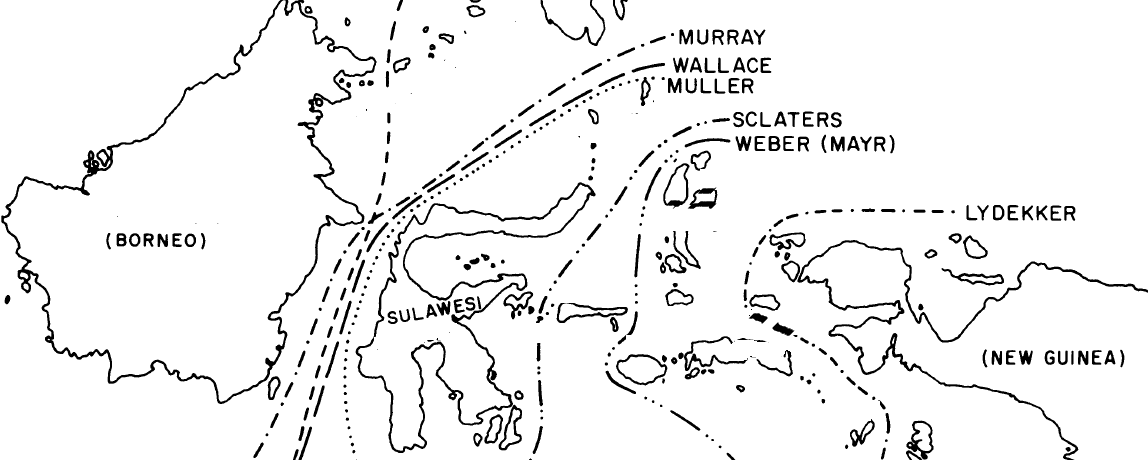 MURRAY
WALLACE
MULLER
SCLATERS
WEBER (MAYR)
LYDEKKER
(BORNEO)
SULAWESI
(NEW GUINEA)